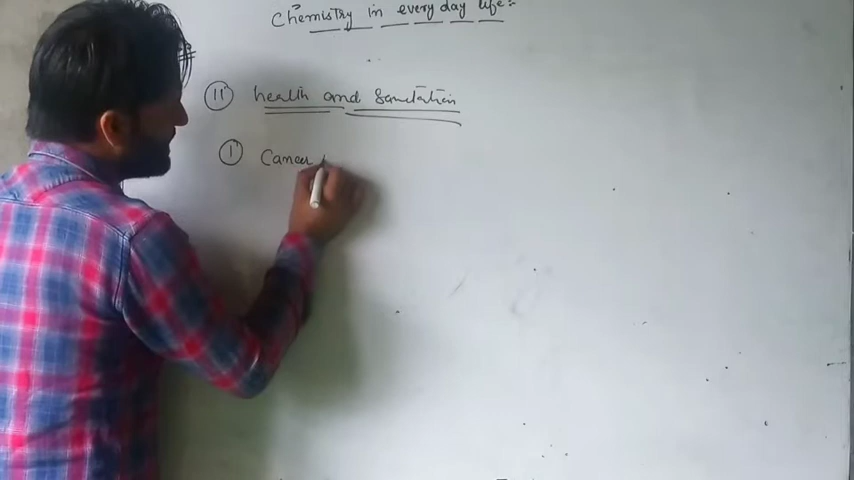 Chemistry in every day life :-
(ii) health and Sanitation
(i) Cancer